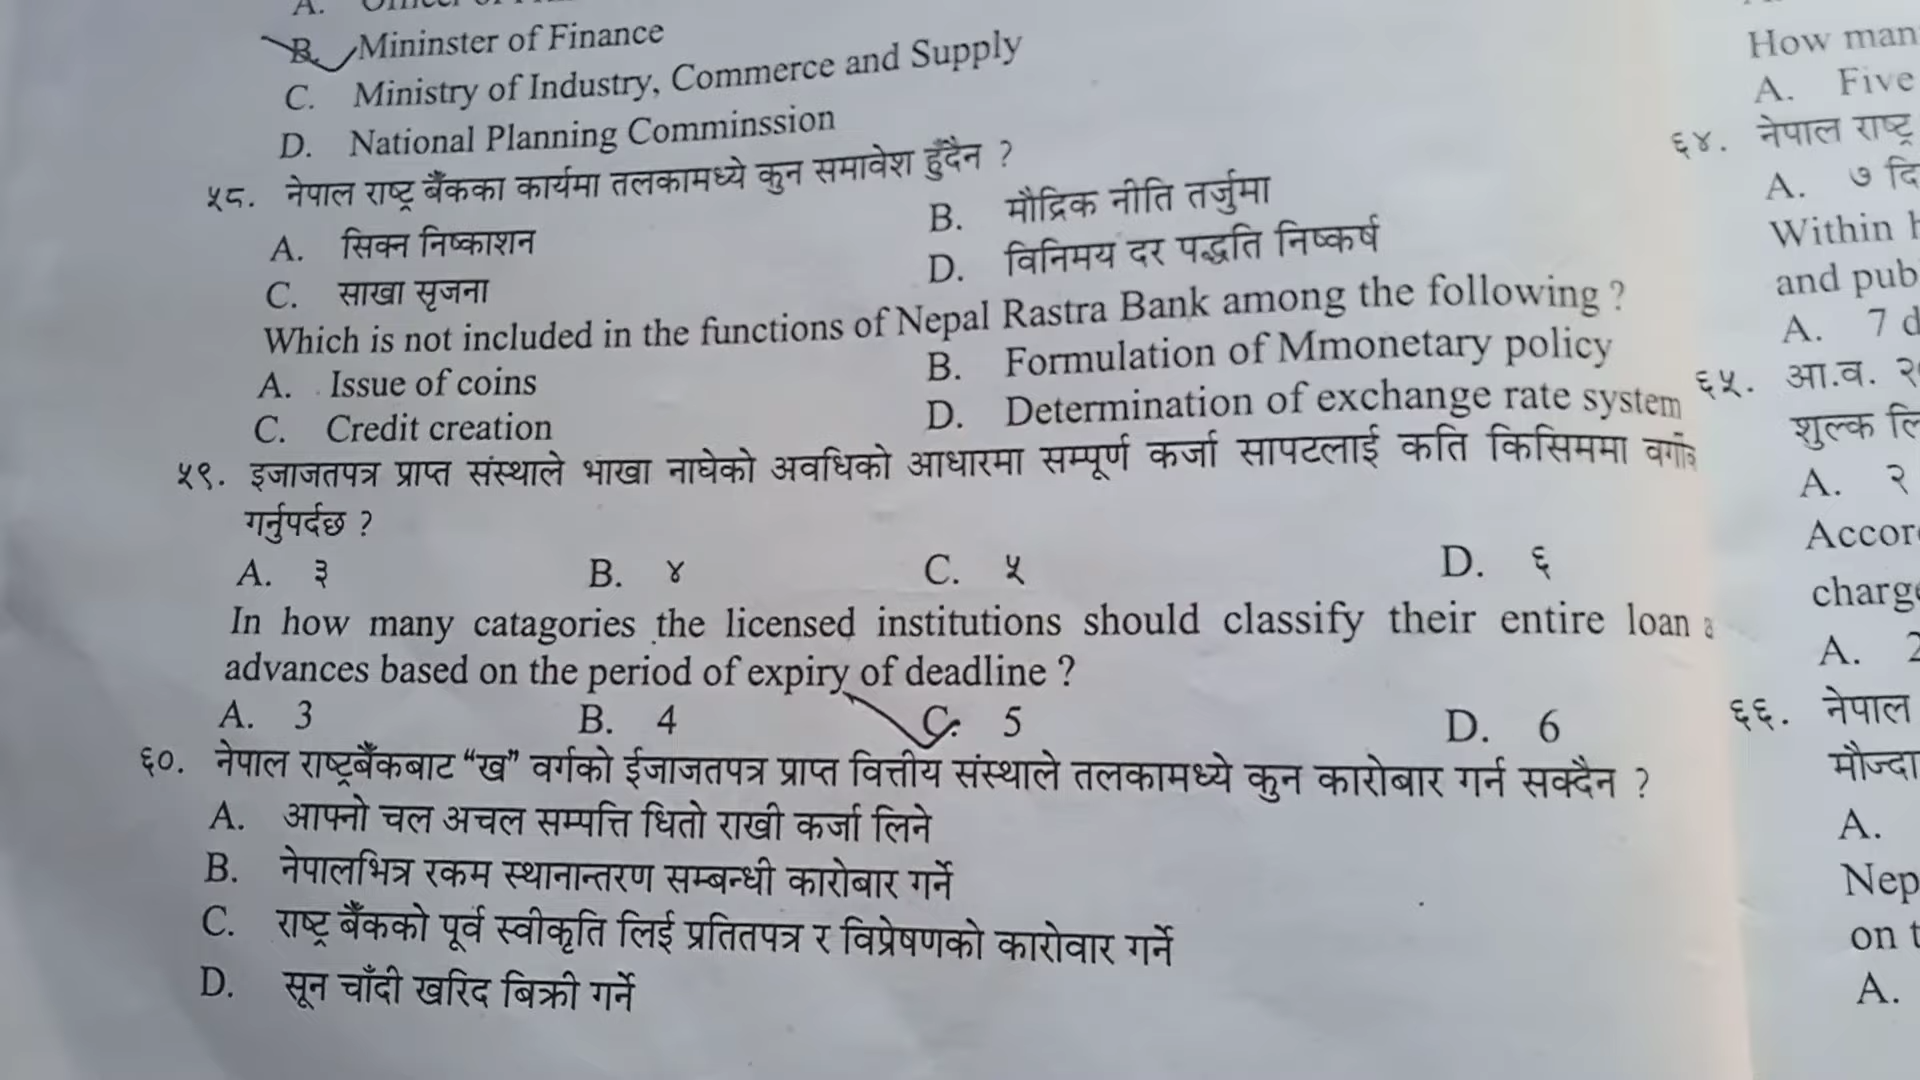 A.
B. Mininster of Finance
C. Ministry of Industry, Commerce and Supply
D. National Planning Comminssion
५८. नेपाल राष्ट्र बैंकका कार्यमा तलकामध्ये कुन समावेश हुँदैन ?
A. सिक्न निष्काशन
B. मौद्रिक नीति तर्जुमा
C. साखा सृजना
D. विनिमय दर पद्धति निष्कर्ष
Which is not included in the functions of Nepal Rastra Bank among the following ?
A. Issue of coins
B. Formulation of Mmonetary policy
C. Credit creation
D. Determination of exchange rate system
५९. इजाजतपत्र प्राप्त संस्थाले भाखा नाघेको अवधिको आधारमा सम्पूर्ण कर्जा सापटलाई कति किसिममा
गर्नुपर्दछ ?
A. ३ B. ४ C. ५ D. ६
In how many catagories the licensed institutions should classify their entire loan
advances based on the period of expiry of deadline ?
A. 3 B. 4 C. 5 D. 6
६०. नेपाल राष्ट्रबैंकबाट “ख” वर्गको ईजाजतपत्र प्राप्त वित्तीय संस्थाले तलकामध्ये कुन कारोबार गर्न सक्दैन ?
A. आफ्नो चल अचल सम्पत्ति धितो राखी कर्जा लिने
B. नेपालभित्र रकम स्थानान्तरण सम्बन्धी कारोबार गर्ने
C. राष्ट्र बैंकको पूर्व स्वीकृति लिई प्रतितपत्र र विप्रेषणको कारोवार गर्ने
D. सून चाँदी खरिद बिक्री गर्ने
How
A. Five
६४. नेपाल राष्ट्र
A. ७
Within
and
A. 7
६५. आ.व.
शुल्क
A. २
A. 2
६६. नेपाल
A.
on
A.